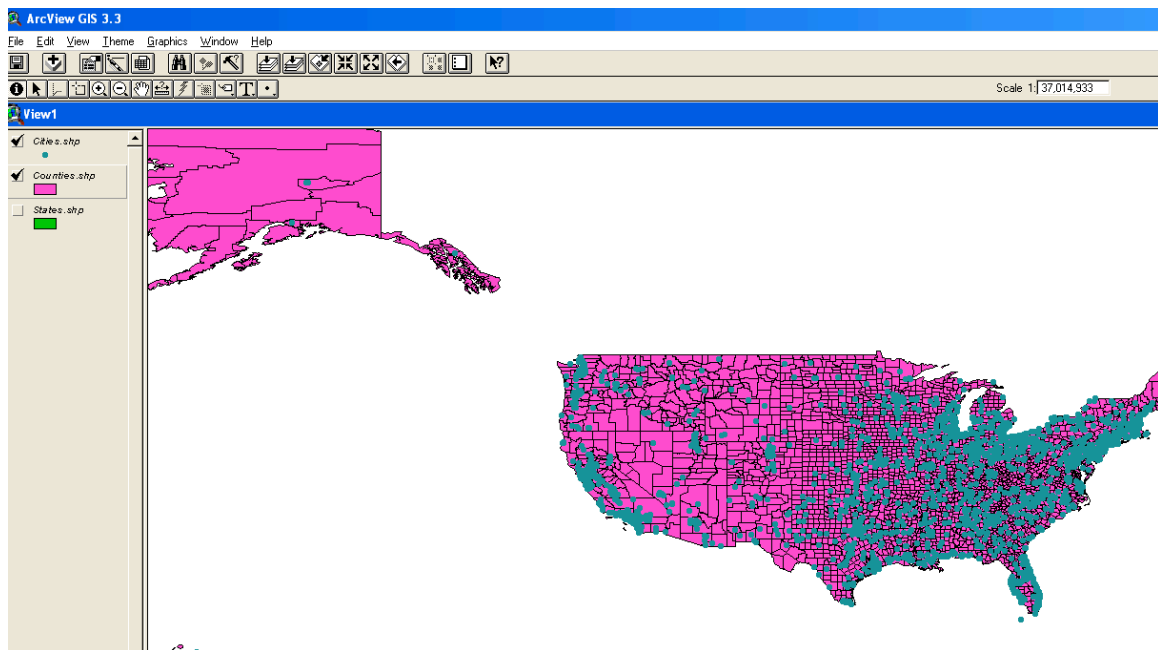 ArcView GIS 3.3
File Edit View Theme Graphics Window Help
Scale 1: 37,014,933
View1
Cities.shp
Counties.shp
States.shp